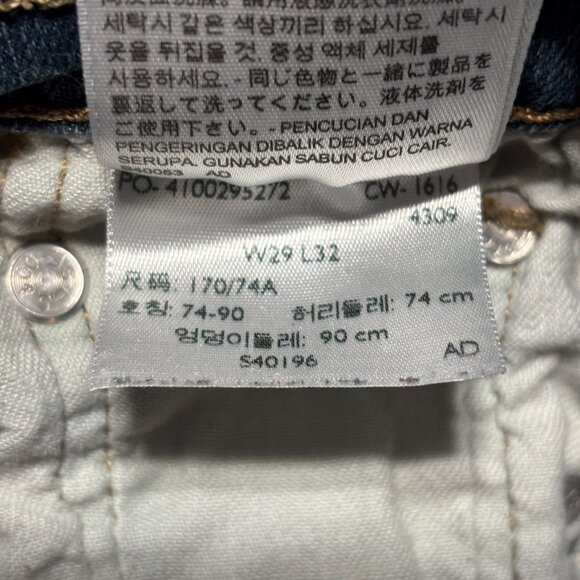 세탁시 같은 색상끼리 하십시오. 세탁시
옷을 뒤집을 것. 중성 액체 세제를
사용하십시오. - 同じ色物と一緒に製品を
裏返して洗ってください。液体洗剤を
ご使用下さい。- PENCUCIAN DAN
PENGERINGAN DIBALIK DENGAN WARNA
SERUPA. GUNAKAN SABUN CUCI CAIR.
AD
PO- 4100295272 CW- 1616
4309
W29 L32
尺码: 170/74A
호칭: 74-90 허리둘레: 74 cm
엉덩이둘레: 90 cm
S40196 AD